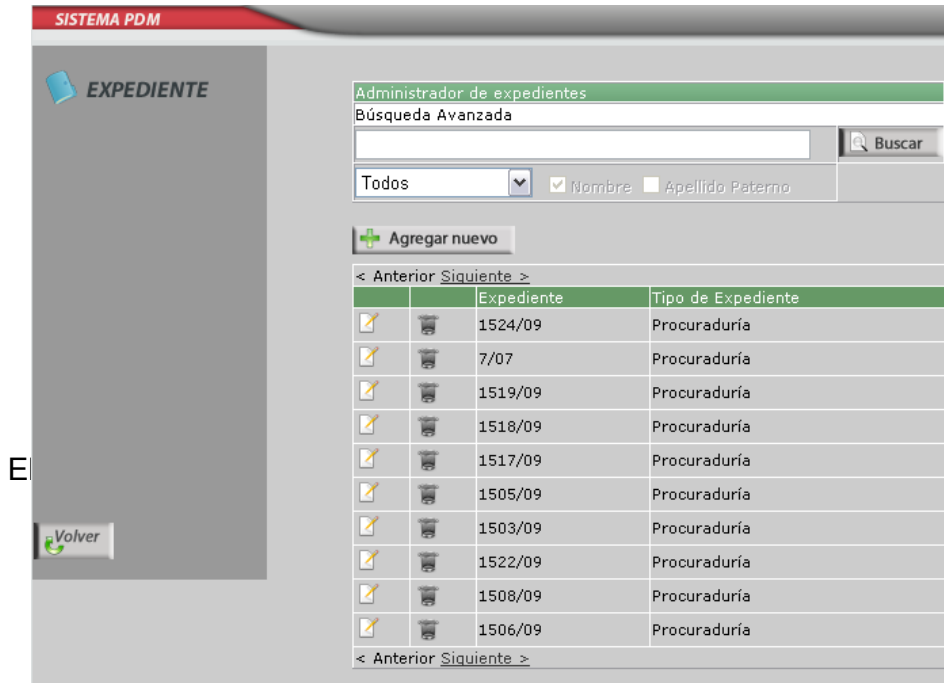 SISTEMA PDM
EXPEDIENTE
Administrador de expedientes
Búsqueda Avanzada
Buscar
Todos Nombre Apellido Paterno
Agregar nuevo
< Anterior Siguiente >
Expediente Tipo de Expediente
1524/09 Procuraduría
7/07 Procuraduría
1519/09 Procuraduría
1518/09 Procuraduría
1517/09 Procuraduría
1505/09 Procuraduría
1503/09 Procuraduría
1522/09 Procuraduría
1508/09 Procuraduría
1506/09 Procuraduría
< Anterior Siguiente >
Volver